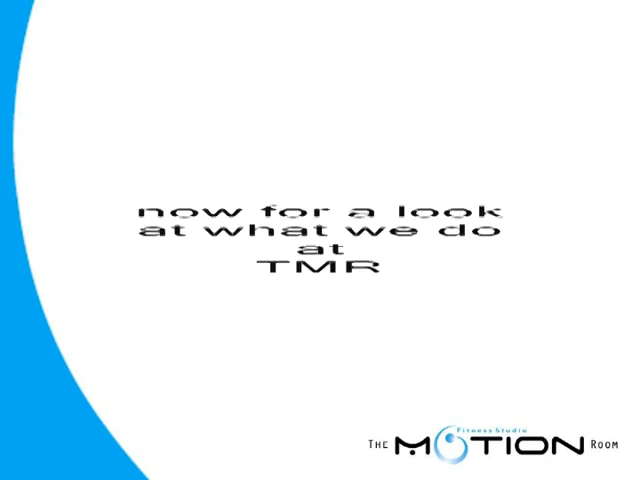 now for a look
at what we do
at
TMR
Fitness Studio
The MOTION Room